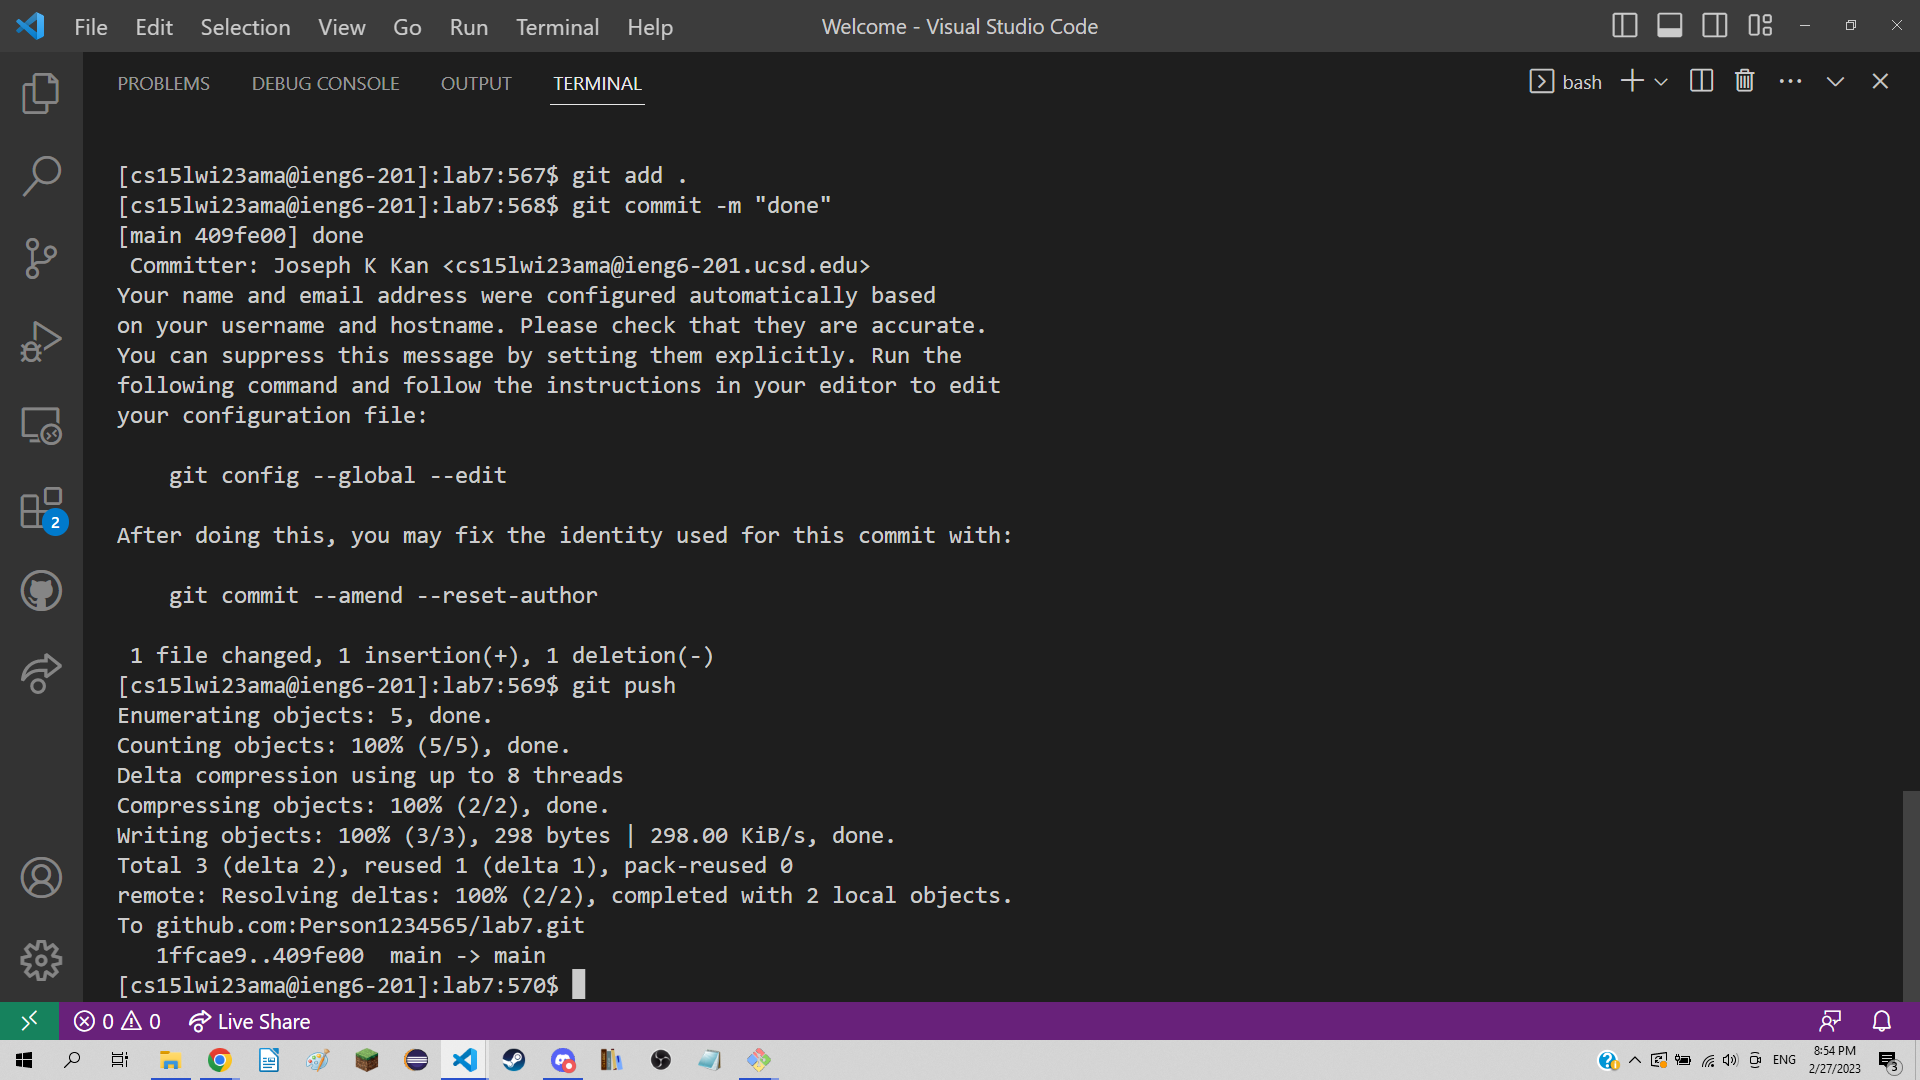 File Edit Selection View Go Run Terminal Help
Welcome - Visual Studio Code
PROBLEMS DEBUG CONSOLE OUTPUT TERMINAL
bash
[cs15lwi23ama@ieng6-201]:lab7:567$ git add .
[cs15lwi23ama@ieng6-201]:lab7:568$ git commit -m "done"
[main 409fe00] done
 Committer: Joseph K Kan <cs15lwi23ama@ieng6-201.ucsd.edu>
Your name and email address were configured automatically based
on your username and hostname. Please check that they are accurate.
You can suppress this message by setting them explicitly. Run the
following command and follow the instructions in your editor to edit
your configuration file:
    git config --global --edit
After doing this, you may fix the identity used for this commit with:
    git commit --amend --reset-author
 1 file changed, 1 insertion(+), 1 deletion(-)
[cs15lwi23ama@ieng6-201]:lab7:569$ git push
Enumerating objects: 5, done.
Counting objects: 100% (5/5), done.
Delta compression using up to 8 threads
Compressing objects: 100% (2/2), done.
Writing objects: 100% (3/3), 298 bytes | 298.00 KiB/s, done.
Total 3 (delta 2), reused 1 (delta 1), pack-reused 0
remote: Resolving deltas: 100% (2/2), completed with 2 local objects.
To github.com:Person1234565/lab7.git
   1ffcae9..409fe00  main -> main
[cs15lwi23ama@ieng6-201]:lab7:570$
2
0 0 Live Share
ENG
8:54 PM
2/27/2023
3